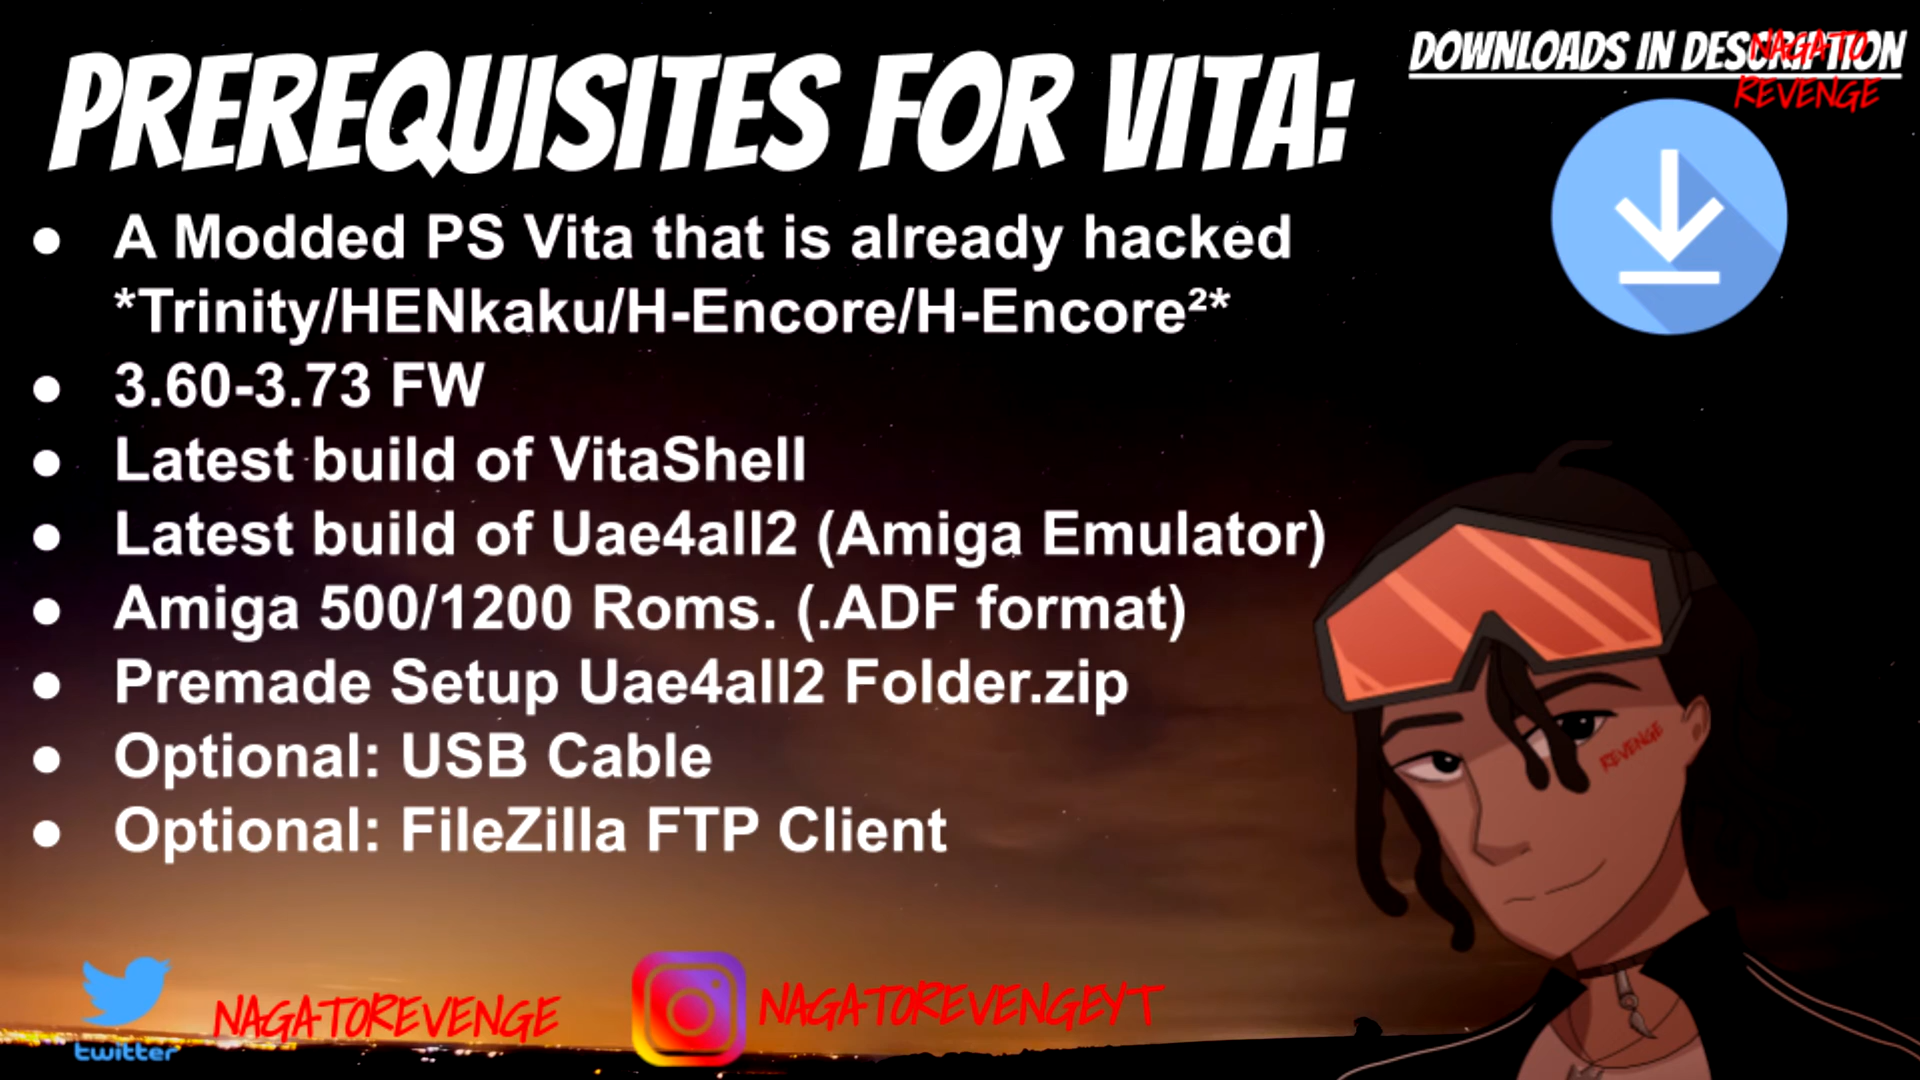 PREREQUISITES FOR VITA:
DOWNLOADS IN DESCRIPTION
NAGATO
REVENGE
● A Modded PS Vita that is already hacked
*Trinity/HENkaku/H-Encore/H-Encore²*
● 3.60-3.73 FW
● Latest build of VitaShell
● Latest build of Uae4all2 (Amiga Emulator)
● Amiga 500/1200 Roms. (.ADF format)
● Premade Setup Uae4all2 Folder.zip
● Optional: USB Cable
● Optional: FileZilla FTP Client
REVENGE
twitter
NAGATOREVENGE
NAGATOREVENGEYT